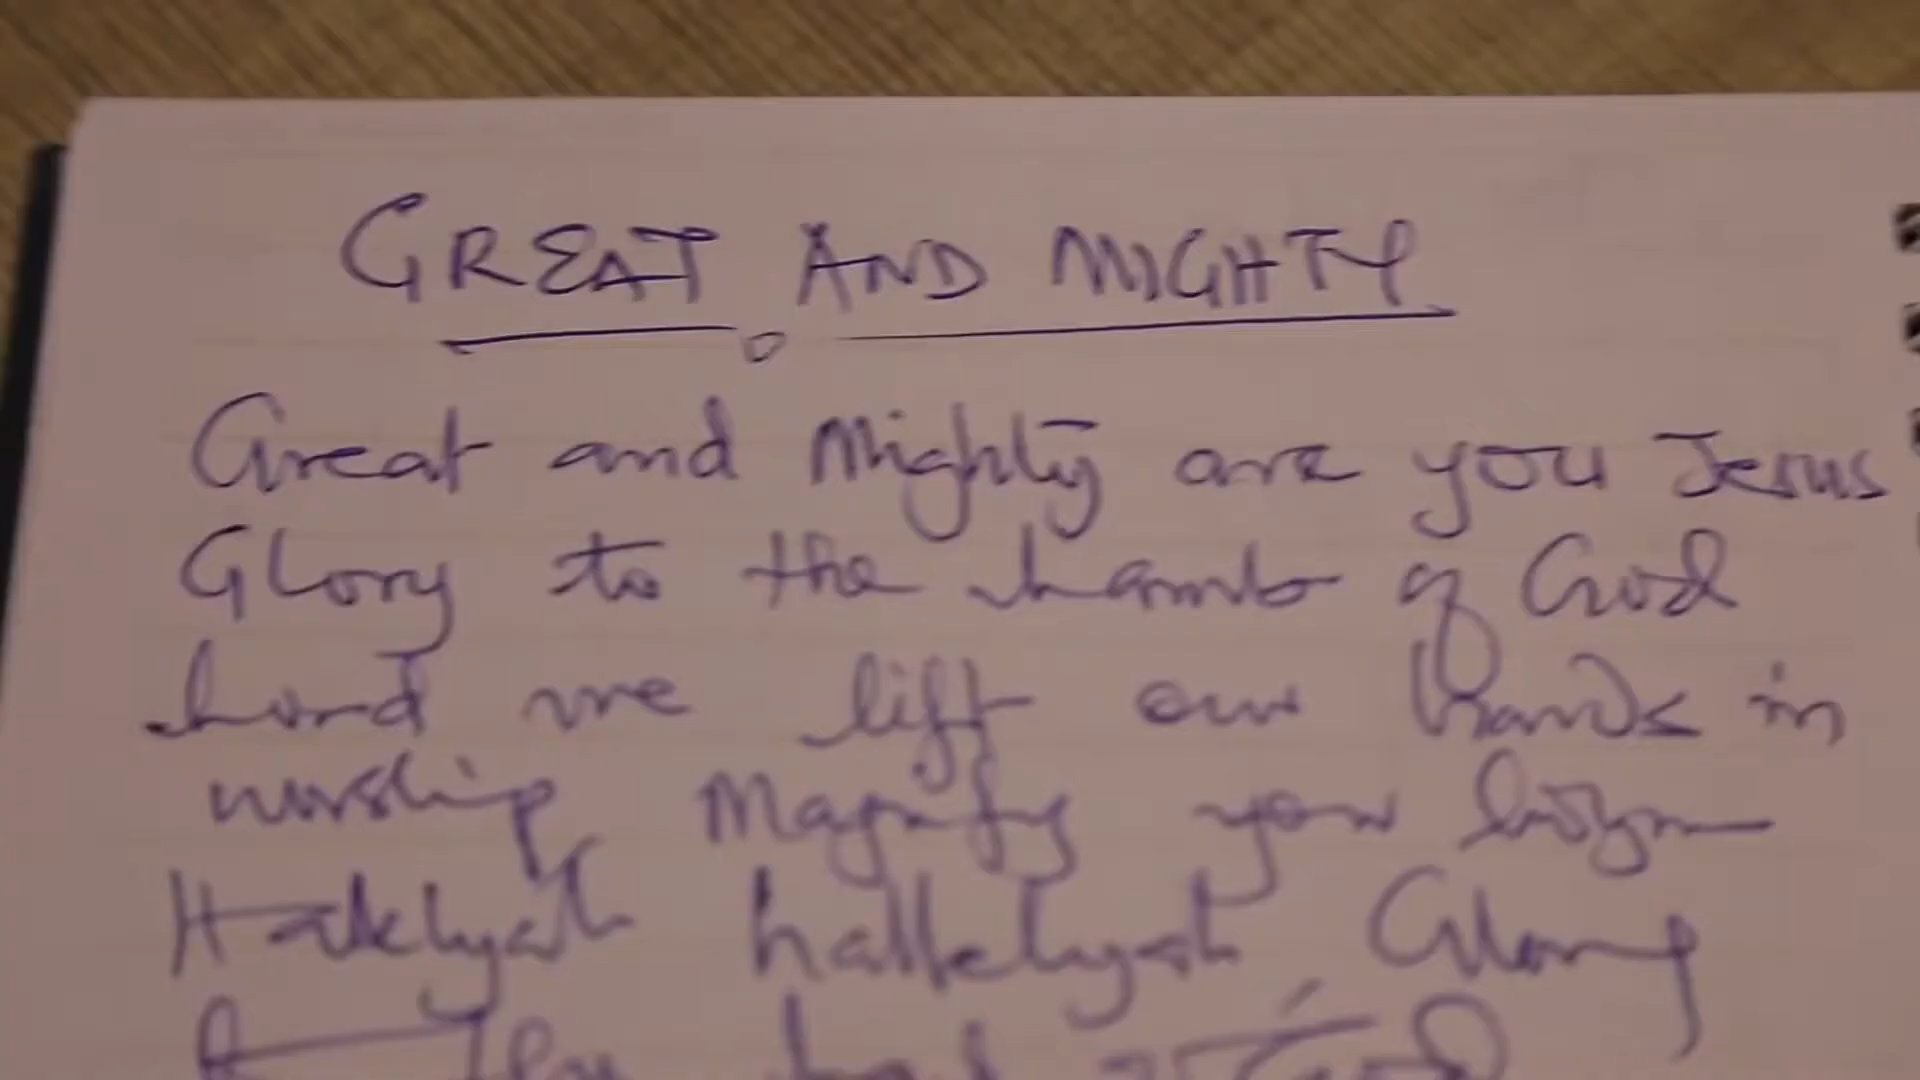 GREAT AND MIGHTY
Great and Mighty are you Jesus
Glory to the Lamb of God
Lord we lift our hands in
worship Magnify your
Hallelujah hallelujah, Glory